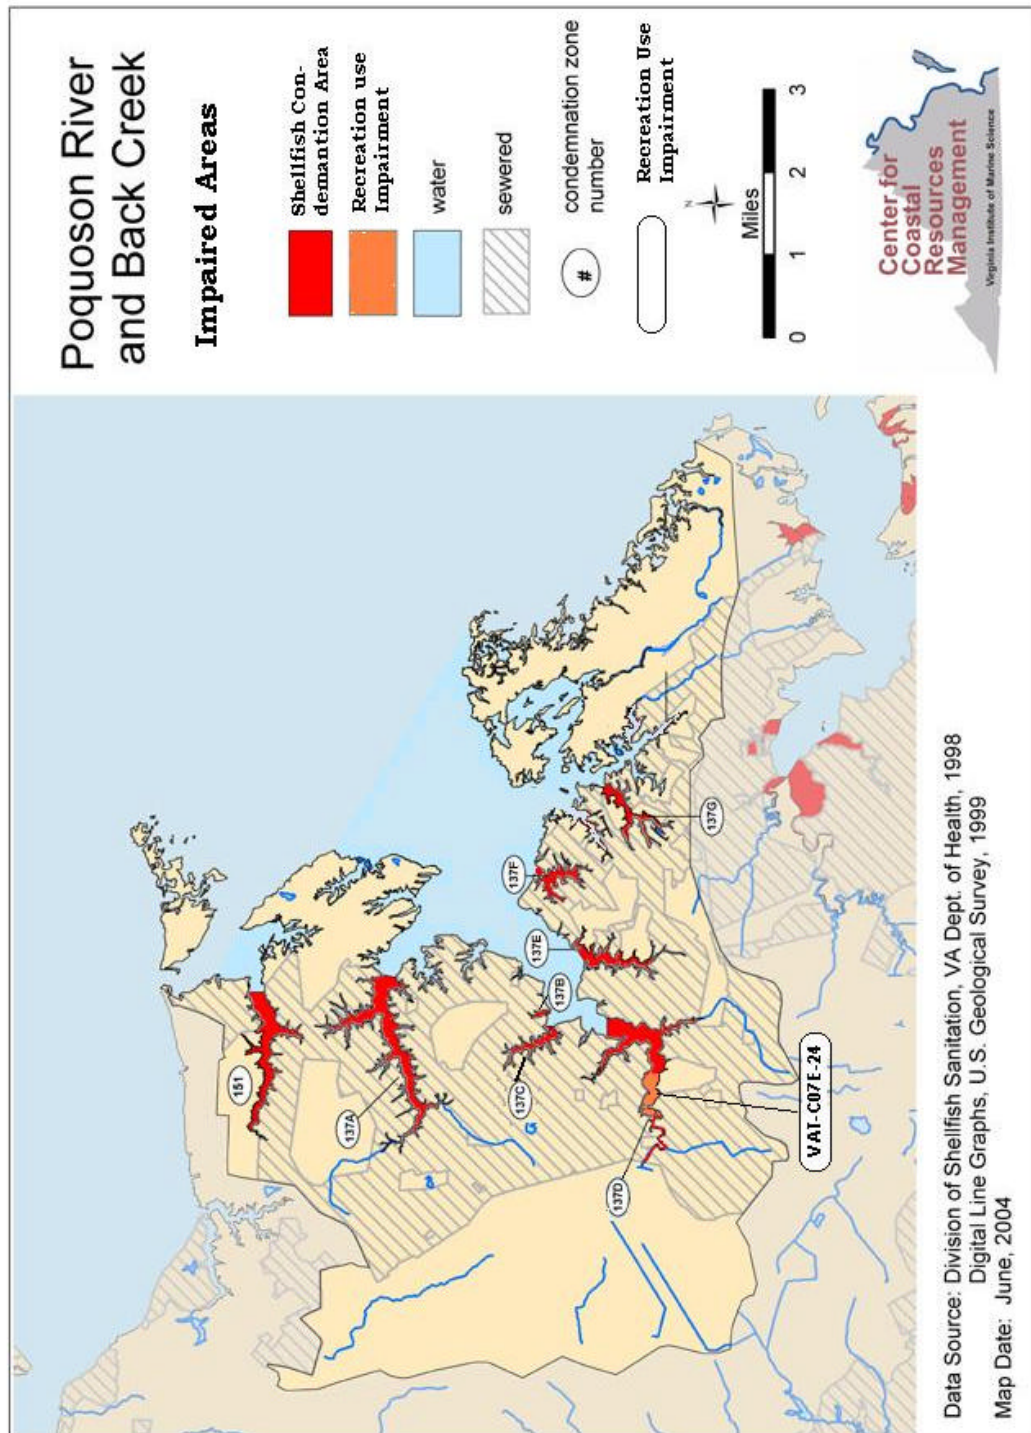 Poquoson River
and Back Creek
Impaired Areas
Shellfish Con-
demantion Area
Recreation use
Impairment
water
sewered
#
condemnation zone
number
Recreation Use
Impairment
N
Miles
0
1
2
3
Center for
Coastal
Resources
Management
Virginia Institute of Marine Science
151
137A
137B
137C
137D
137E
137F
137G
VAT-C07E-24
Data Source: Division of Shellfish Sanitation, VA Dept. of Health, 1998
Digital Line Graphs, U.S. Geological Survey, 1999
Map Date: June, 2004